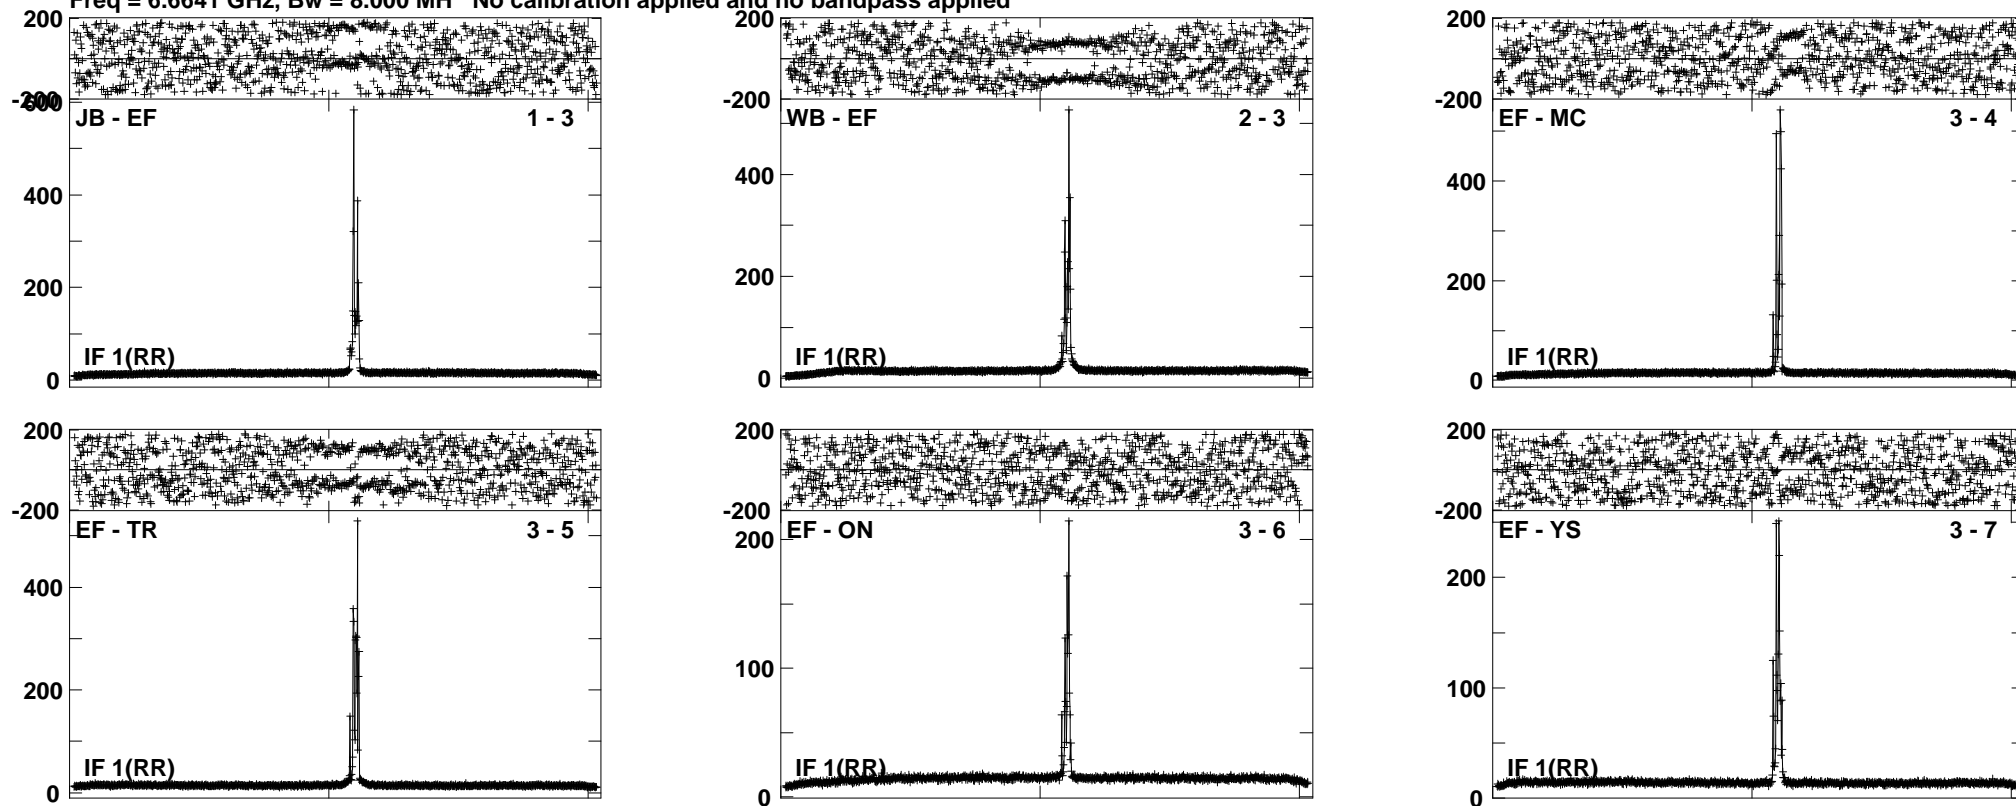 Freq = 6.6641 GHz, Bw = 8.000 MH No calibration applied and no bandpass applied
200
-200
600
400
200
0
JB - EF 1 - 3
IF 1(RR)
200
-200
400
200
0
WB - EF 2 - 3
IF 1(RR)
200
-200
400
200
0
EF - MC 3 - 4
IF 1(RR)
200
-200
400
200
0
EF - TR 3 - 5
IF 1(RR)
200
-200
200
100
0
EF - ON 3 - 6
IF 1(RR)
200
-200
200
100
0
EF - YS 3 - 7
IF 1(RR)